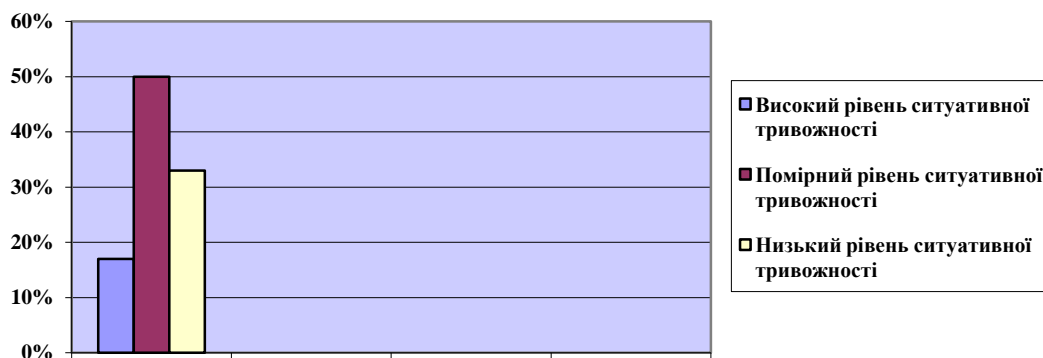 60%
50%
40%
30%
20%
10%
0%
Високий рівень ситуативної
тривожності
Помірний рівень ситуативної
тривожності
Низький рівень ситуативної
тривожності